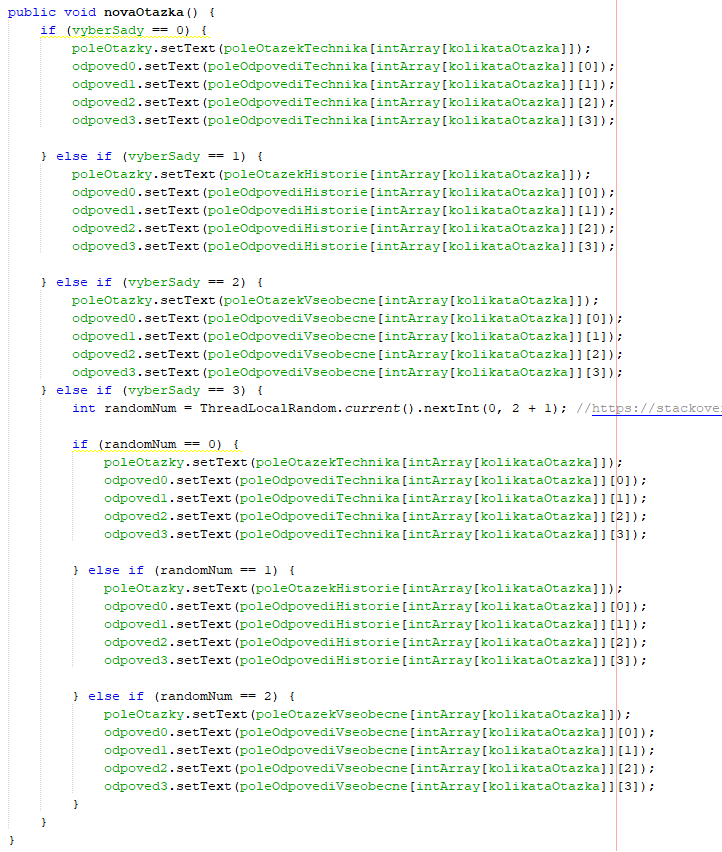 public void novaOtazka() {
    if (vyberSady == 0) {
        poleOtazky.setText(poleOtazekTechnika[intArray[kolikataOtazka]]);
        odpoved0.setText(poleOdpovediTechnika[intArray[kolikataOtazka]][0]);
        odpoved1.setText(poleOdpovediTechnika[intArray[kolikataOtazka]][1]);
        odpoved2.setText(poleOdpovediTechnika[intArray[kolikataOtazka]][2]);
        odpoved3.setText(poleOdpovediTechnika[intArray[kolikataOtazka]][3]);

    } else if (vyberSady == 1) {
        poleOtazky.setText(poleOtazekHistorie[intArray[kolikataOtazka]]);
        odpoved0.setText(poleOdpovediHistorie[intArray[kolikataOtazka]][0]);
        odpoved1.setText(poleOdpovediHistorie[intArray[kolikataOtazka]][1]);
        odpoved2.setText(poleOdpovediHistorie[intArray[kolikataOtazka]][2]);
        odpoved3.setText(poleOdpovediHistorie[intArray[kolikataOtazka]][3]);

    } else if (vyberSady == 2) {
        poleOtazky.setText(poleOtazekVseobecne[intArray[kolikataOtazka]]);
        odpoved0.setText(poleOdpovediVseobecne[intArray[kolikataOtazka]][0]);
        odpoved1.setText(poleOdpovediVseobecne[intArray[kolikataOtazka]][1]);
        odpoved2.setText(poleOdpovediVseobecne[intArray[kolikataOtazka]][2]);
        odpoved3.setText(poleOdpovediVseobecne[intArray[kolikataOtazka]][3]);
    } else if (vyberSady == 3) {
        int randomNum = ThreadLocalRandom.current().nextInt(0, 2 + 1); //https://stackove

        if (randomNum == 0) {
            poleOtazky.setText(poleOtazekTechnika[intArray[kolikataOtazka]]);
            odpoved0.setText(poleOdpovediTechnika[intArray[kolikataOtazka]][0]);
            odpoved1.setText(poleOdpovediTechnika[intArray[kolikataOtazka]][1]);
            odpoved2.setText(poleOdpovediTechnika[intArray[kolikataOtazka]][2]);
            odpoved3.setText(poleOdpovediTechnika[intArray[kolikataOtazka]][3]);

        } else if (randomNum == 1) {
            poleOtazky.setText(poleOtazekHistorie[intArray[kolikataOtazka]]);
            odpoved0.setText(poleOdpovediHistorie[intArray[kolikataOtazka]][0]);
            odpoved1.setText(poleOdpovediHistorie[intArray[kolikataOtazka]][1]);
            odpoved2.setText(poleOdpovediHistorie[intArray[kolikataOtazka]][2]);
            odpoved3.setText(poleOdpovediHistorie[intArray[kolikataOtazka]][3]);

        } else if (randomNum == 2) {
            poleOtazky.setText(poleOtazekVseobecne[intArray[kolikataOtazka]]);
            odpoved0.setText(poleOdpovediVseobecne[intArray[kolikataOtazka]][0]);
            odpoved1.setText(poleOdpovediVseobecne[intArray[kolikataOtazka]][1]);
            odpoved2.setText(poleOdpovediVseobecne[intArray[kolikataOtazka]][2]);
            odpoved3.setText(poleOdpovediVseobecne[intArray[kolikataOtazka]][3]);
        }
    }
}